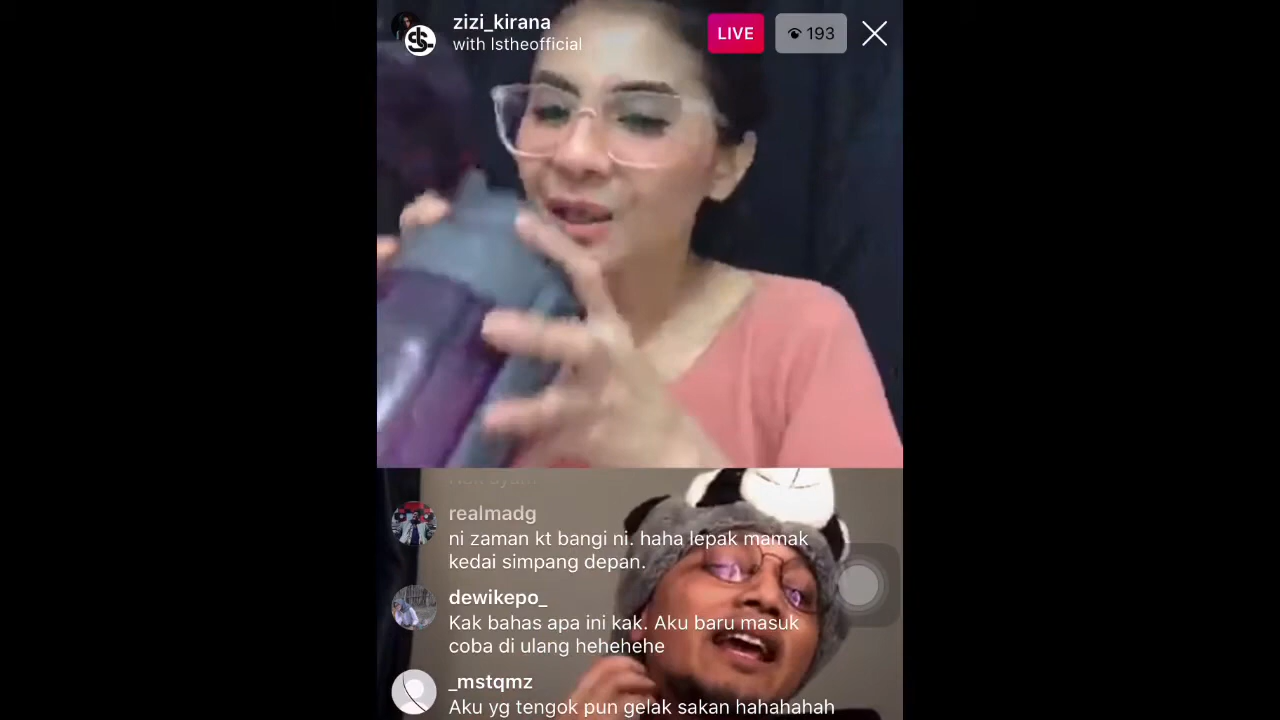 zizi_kirana
with lstheofficial
LIVE
193
realmadg
ni zaman kt bangi ni. haha lepak mamak
kedai simpang depan.
dewikepo_
Kak bahas apa ini kak. Aku baru masuk
coba di ulang hehehehe
_mstqmz
Aku yg tengok pun gelak sakan hahahahah